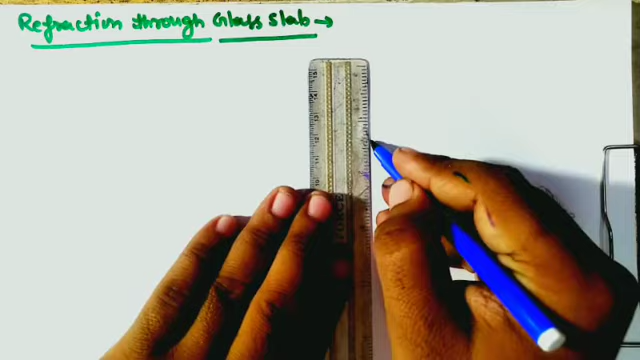 Refraction through Glass Slab →